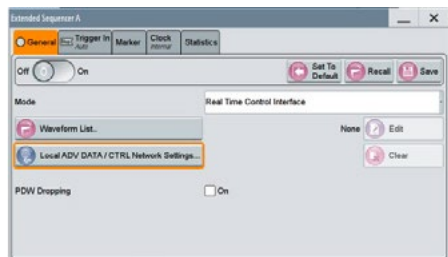 Extended Sequencer A
General
Trigger In
Auto
Marker
Clock
Internal
Statistics
Off
On
Set To
Default
Recall
Save
Mode
Real Time Control Interface
Waveform List..
None
Edit
Local ADV DATA / CTRL Network Settings...
Clear
PDW Dropping
On